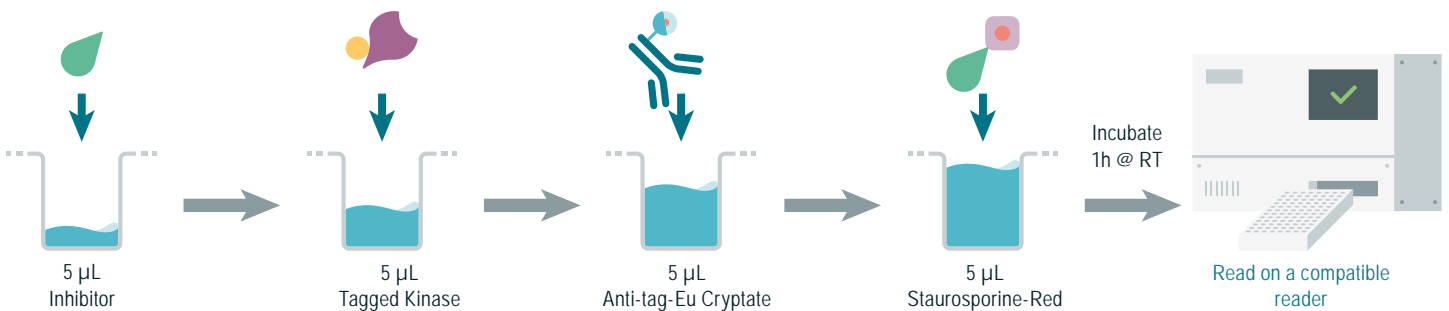 5 µL
Inhibitor
5 µL
Tagged Kinase
5 µL
Anti-tag-Eu Cryptate
5 µL
Staurosporine-Red
Incubate
1h @ RT
Read on a compatible
reader